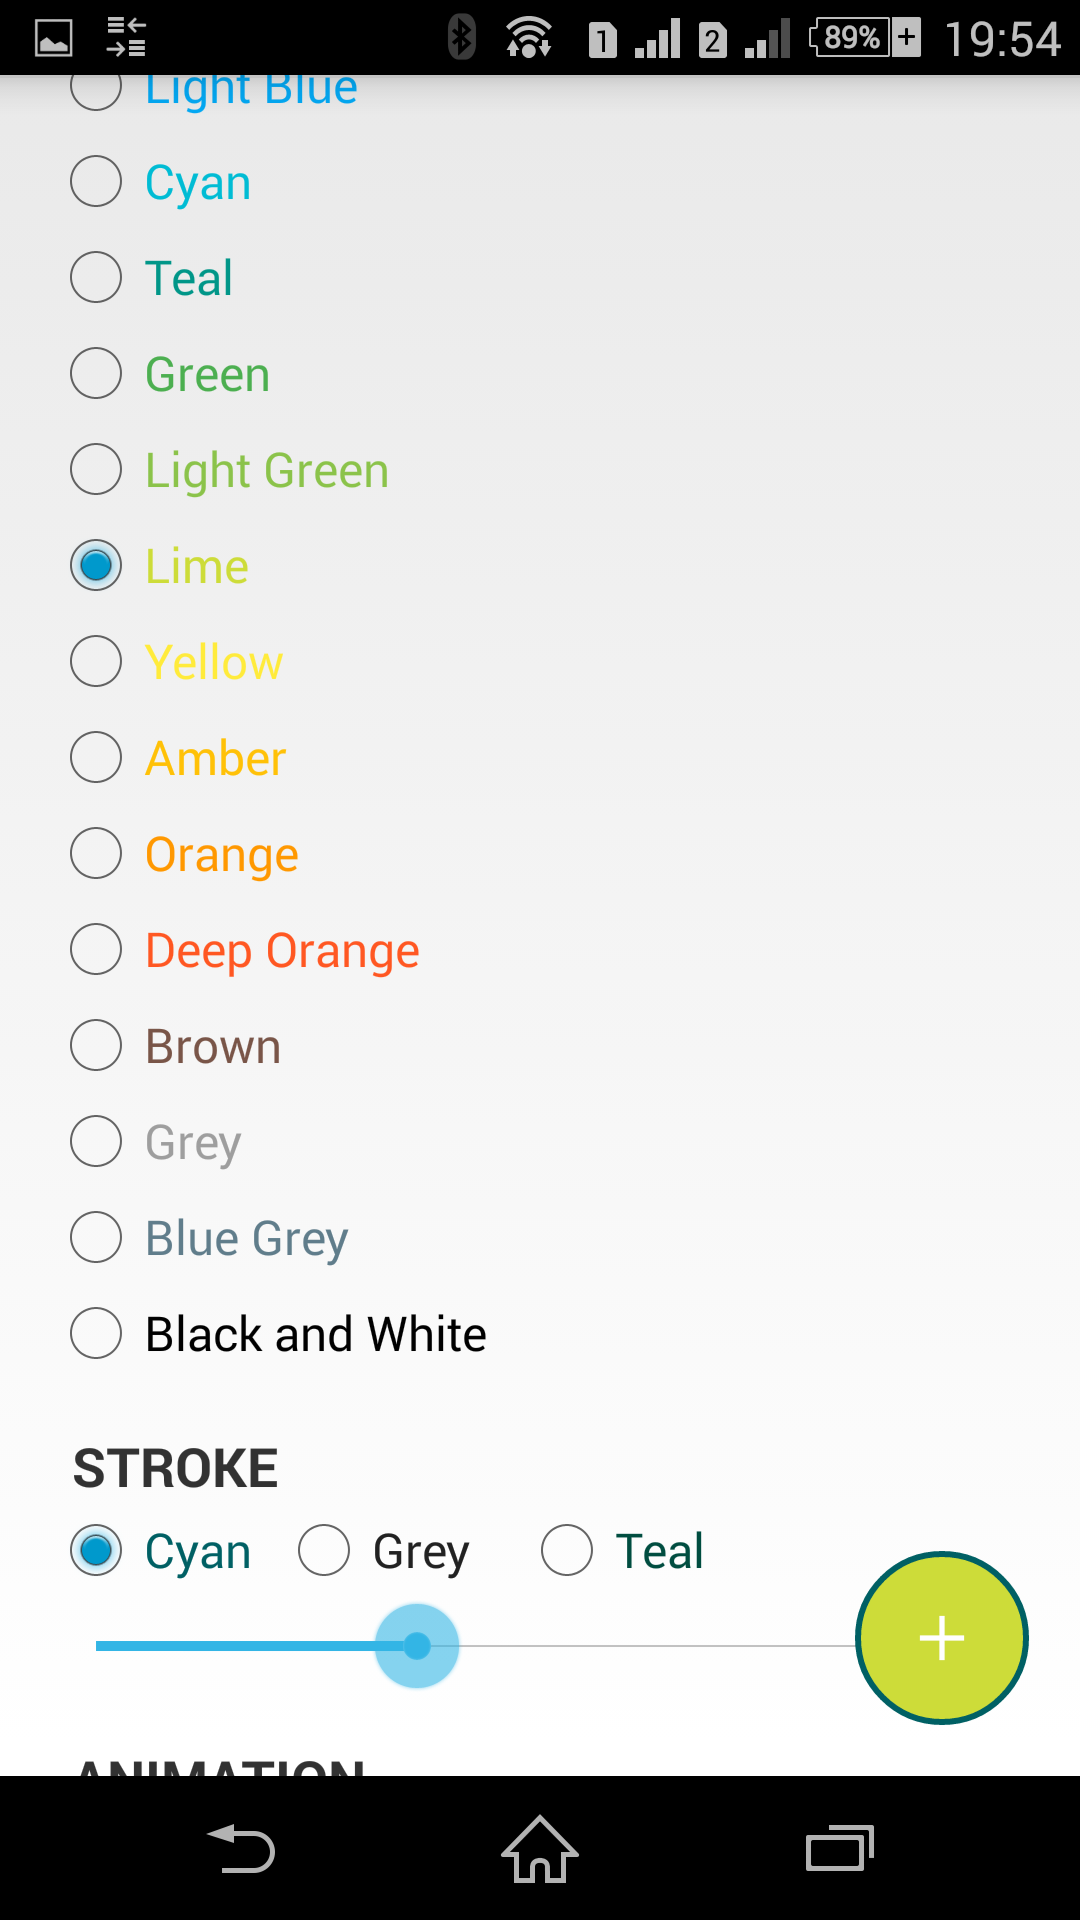 1 2 89% 19:54
Light Blue
Cyan
Teal
Green
Light Green
Lime
Yellow
Amber
Orange
Deep Orange
Brown
Grey
Blue Grey
Black and White
STROKE
Cyan Grey Teal
ANIMATION